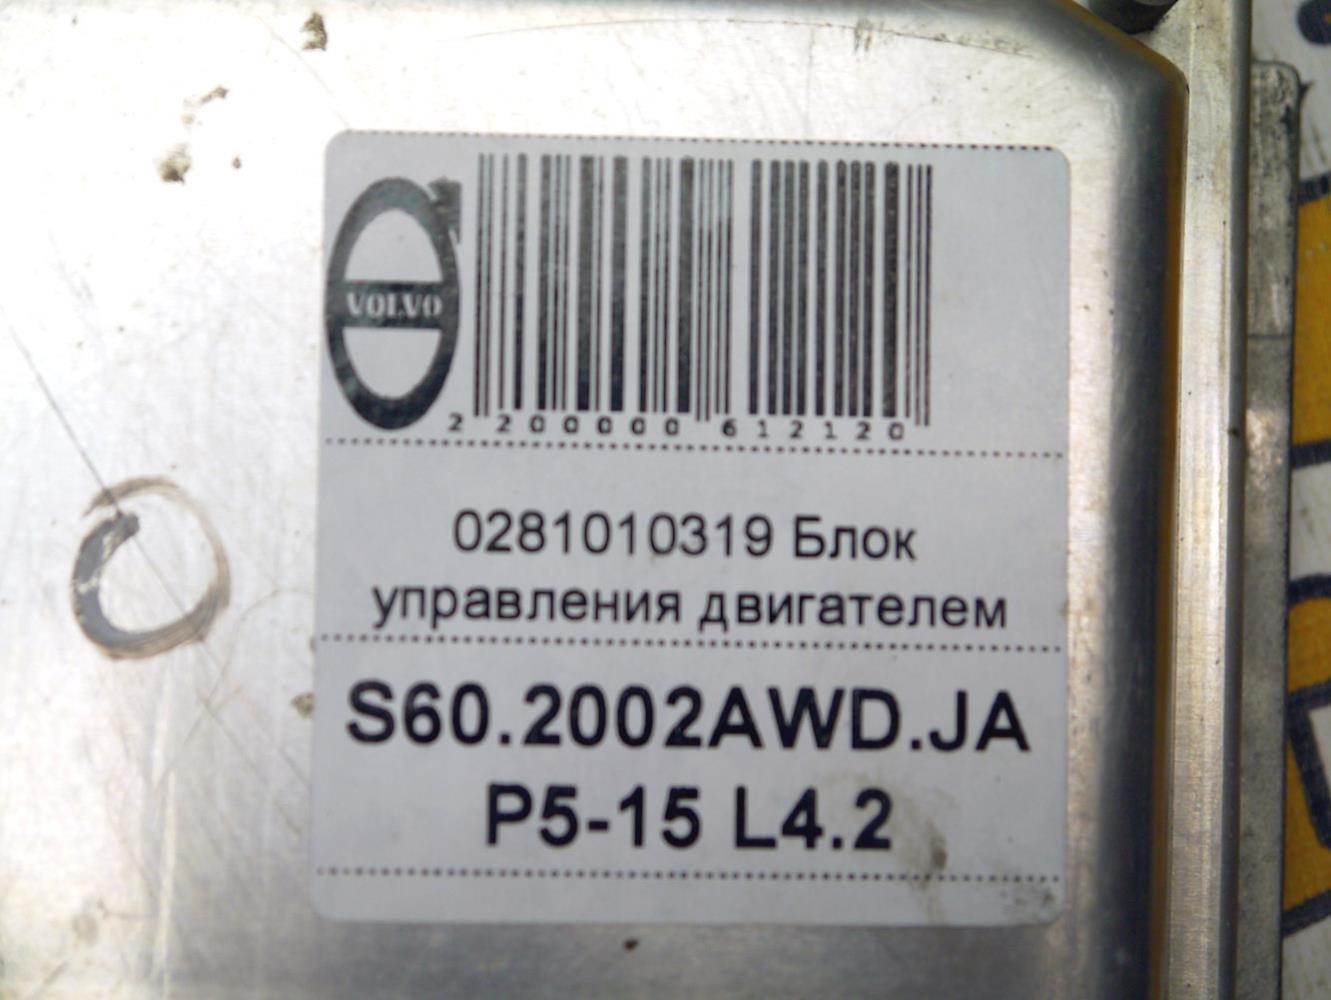 VOLVO
2 200000 612120
0281010319 Блок
управления двигателем
S60.2002AWD.JA
P5-15 L4.2